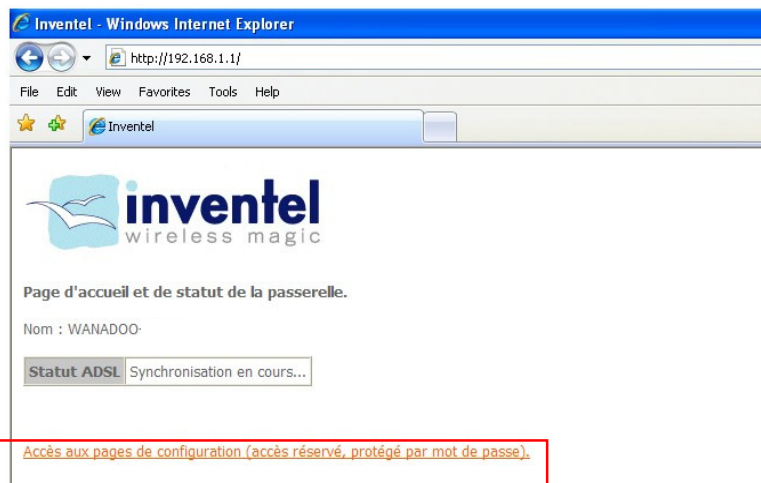 Inventel - Windows Internet Explorer
http://192.168.1.1/
File Edit View Favorites Tools Help
Inventel
inventel
wireless magic
Page d'accueil et de statut de la passerelle.
Nom : WANADOO-
Statut ADSL Synchronisation en cours...
Accès aux pages de configuration (accès réservé, protégé par mot de passe).